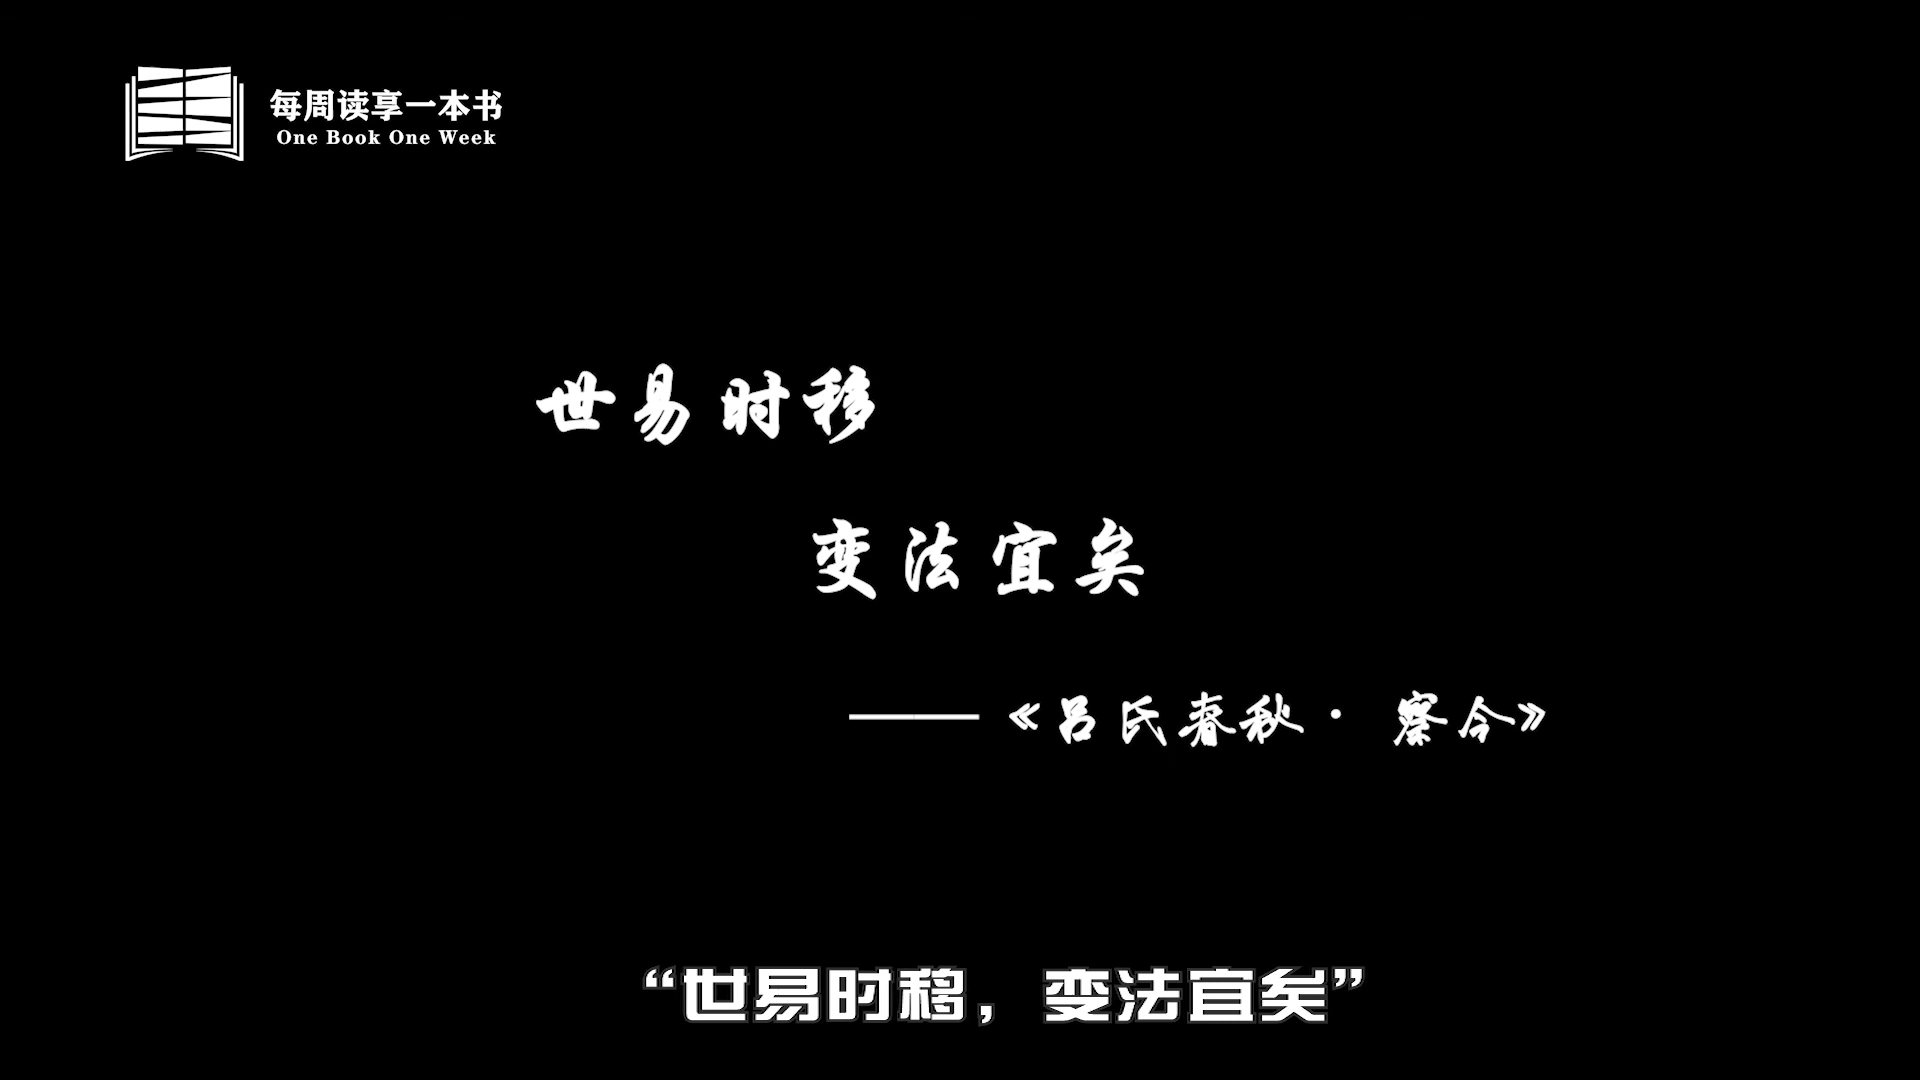 每周读享一本书
One Book One Week
世易时移
变法宜矣
——《吕氏春秋· 察今》
“世易时移，变法宜矣”